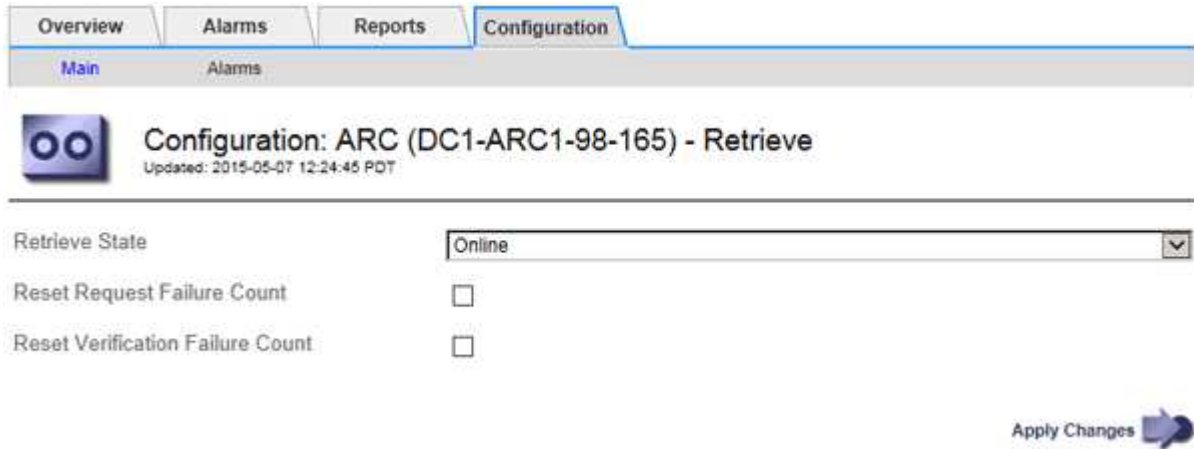 Overview Alarms Reports Configuration
Main Alarms
Configuration: ARC (DC1-ARC1-98-165) - Retrieve
Updated: 2015-05-07 12:24:45 PDT
Retrieve State Online
Reset Request Failure Count
Reset Verification Failure Count
Apply Changes